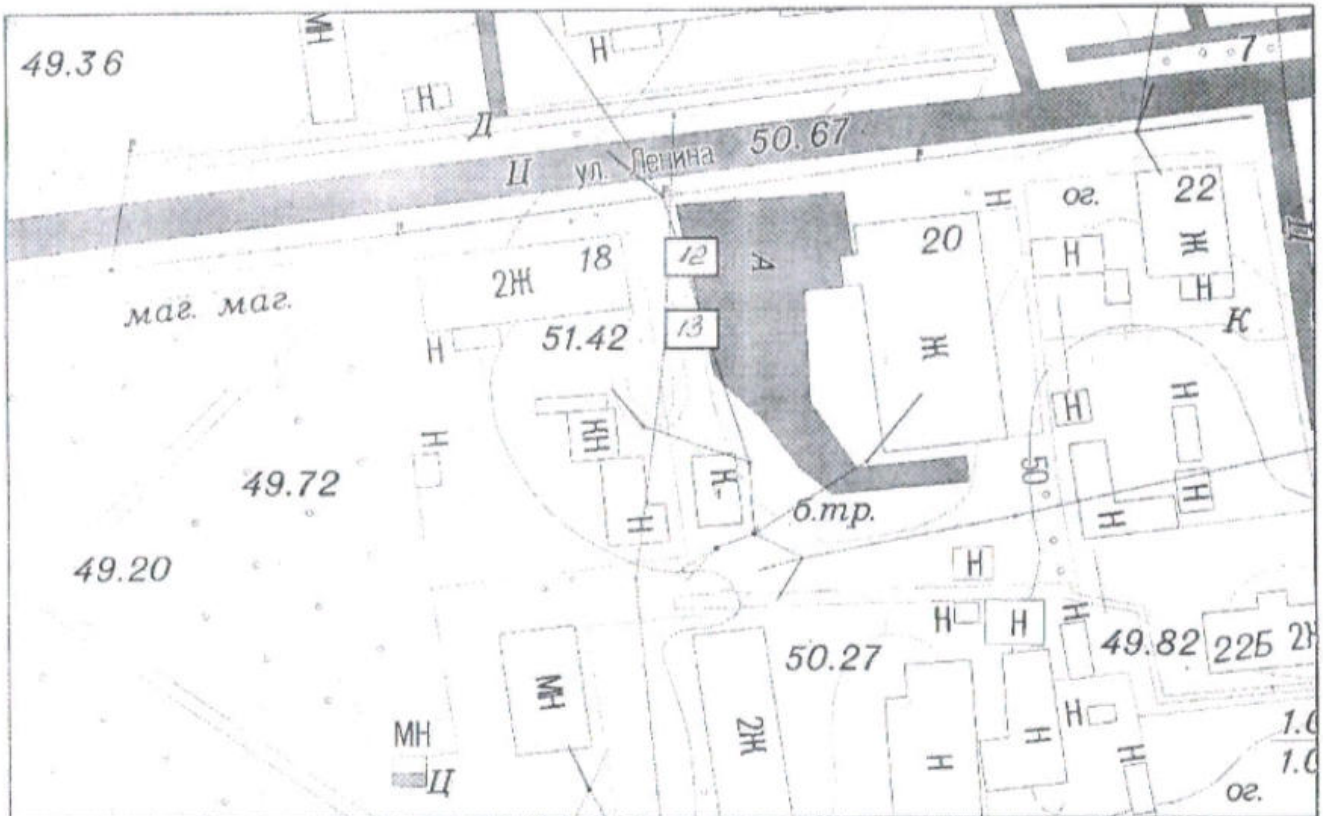 МН
Н
49.36
Н
7
Д
50.67
ул. Ленина
Ц
ог.
22
Н
Ц
18
12
А
20
Ж
Н
Н
2Ж
маг. маг.
51.42
13
Н
К
Ж
Н
Н
Н
КН
49.72
Н
50
Н
Н
б.тр.
Н
49.20
Н
Н
Н
Н
50.27
49.82
22Б
2Ж
МН
2Ж
Н
МН
Н
Н
Н
Ц
ог.